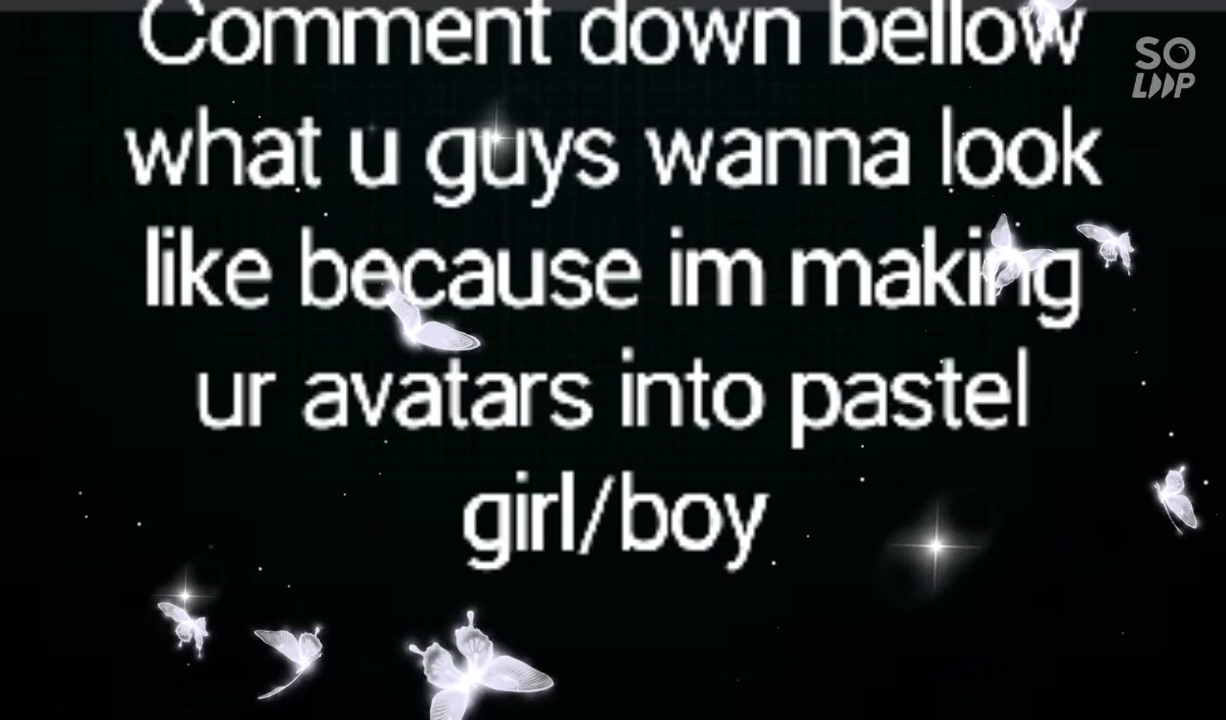 Comment down bellow
what u guys wanna look
like because im making
ur avatars into pastel
girl/boy
SO
LOOP